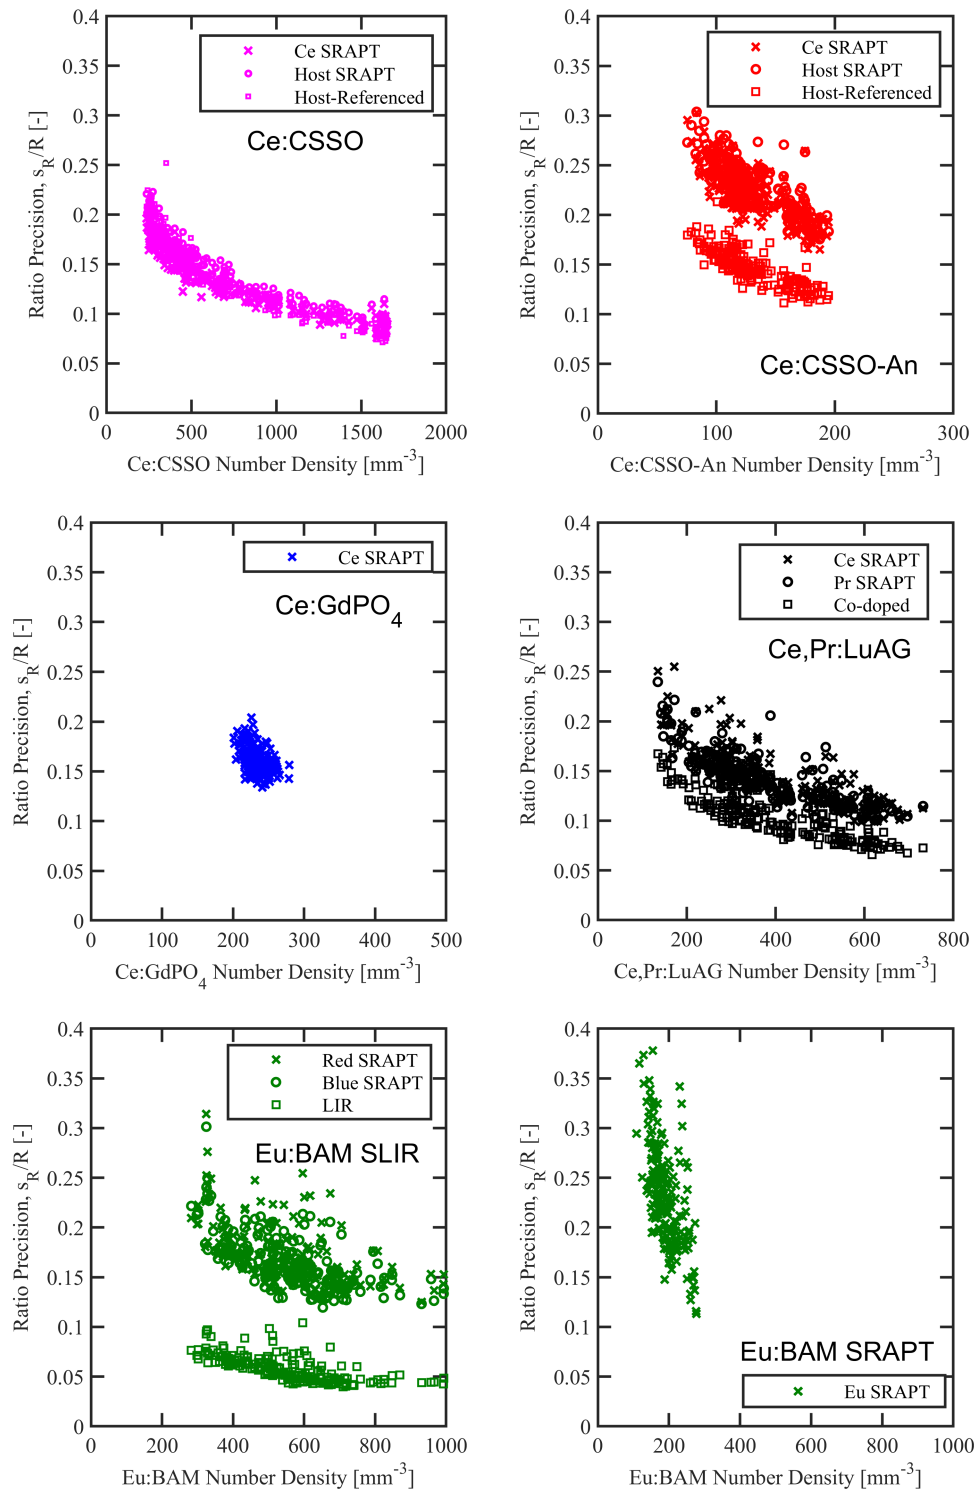 0.4
0.35
0.3
0.25
0.2
0.15
0.1
0.05
0
Ratio Precision, s_R/R [-]
Ce SRAPT
Host SRAPT
Host-Referenced
Ce:CSSO
0 500 1000 1500 2000
Ce:CSSO Number Density [mm⁻³]
0.4
0.35
0.3
0.25
0.2
0.15
0.1
0.05
0
Ratio Precision, s_R/R [-]
Ce SRAPT
Host SRAPT
Host-Referenced
Ce:CSSO-An
0 100 200 300
Ce:CSSO-An Number Density [mm⁻³]
0.4
0.35
0.3
0.25
0.2
0.15
0.1
0.05
0
Ratio Precision, s_R/R [-]
Ce SRAPT
Ce:GdPO₄
0 100 200 300 400 500
Ce:GdPO₄ Number Density [mm⁻³]
0.4
0.35
0.3
0.25
0.2
0.15
0.1
0.05
0
Ratio Precision, s_R/R [-]
Ce SRAPT
Pr SRAPT
Co-doped
Ce,Pr:LuAG
0 200 400 600 800
Ce,Pr:LuAG Number Density [mm⁻³]
0.4
0.35
0.3
0.25
0.2
0.15
0.1
0.05
0
Ratio Precision, s_R/R [-]
Red SRAPT
Blue SRAPT
LIR
Eu:BAM SLIR
0 200 400 600 800 1000
Eu:BAM Number Density [mm⁻³]
0.4
0.35
0.3
0.25
0.2
0.15
0.1
0.05
0
Ratio Precision, s_R/R [-]
Eu:BAM SRAPT
Eu SRAPT
0 200 400 600 800 1000
Eu:BAM Number Density [mm⁻³]